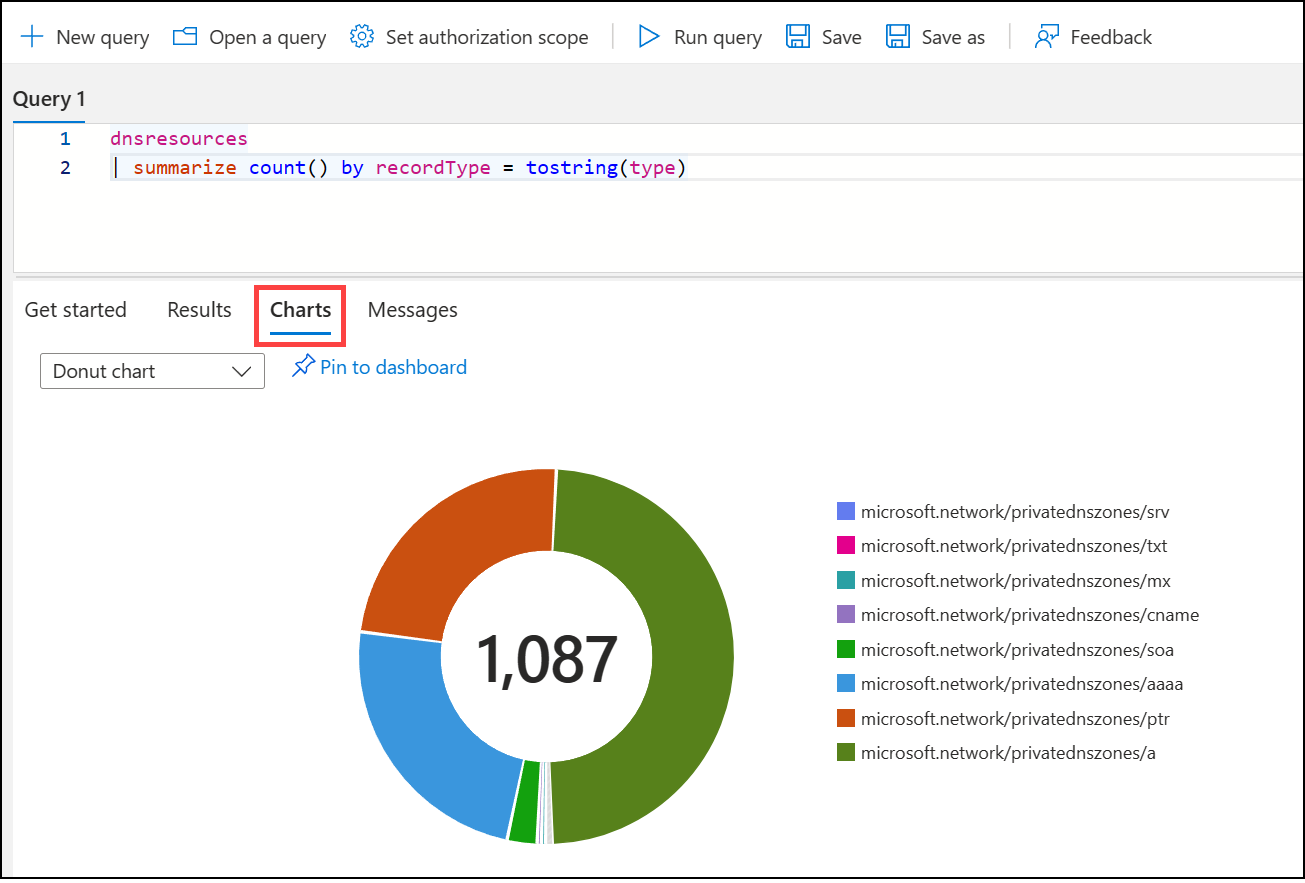 New query Open a query Set authorization scope Run query Save Save as Feedback
Query 1
1 dnsresources
2 | summarize count() by recordType = tostring(type)
Get started Results Charts Messages
Donut chart Pin to dashboard
1,087
microsoft.network/privatednszones/srv
microsoft.network/privatednszones/txt
microsoft.network/privatednszones/mx
microsoft.network/privatednszones/cname
microsoft.network/privatednszones/soa
microsoft.network/privatednszones/aaaa
microsoft.network/privatednszones/ptr
microsoft.network/privatednszones/a